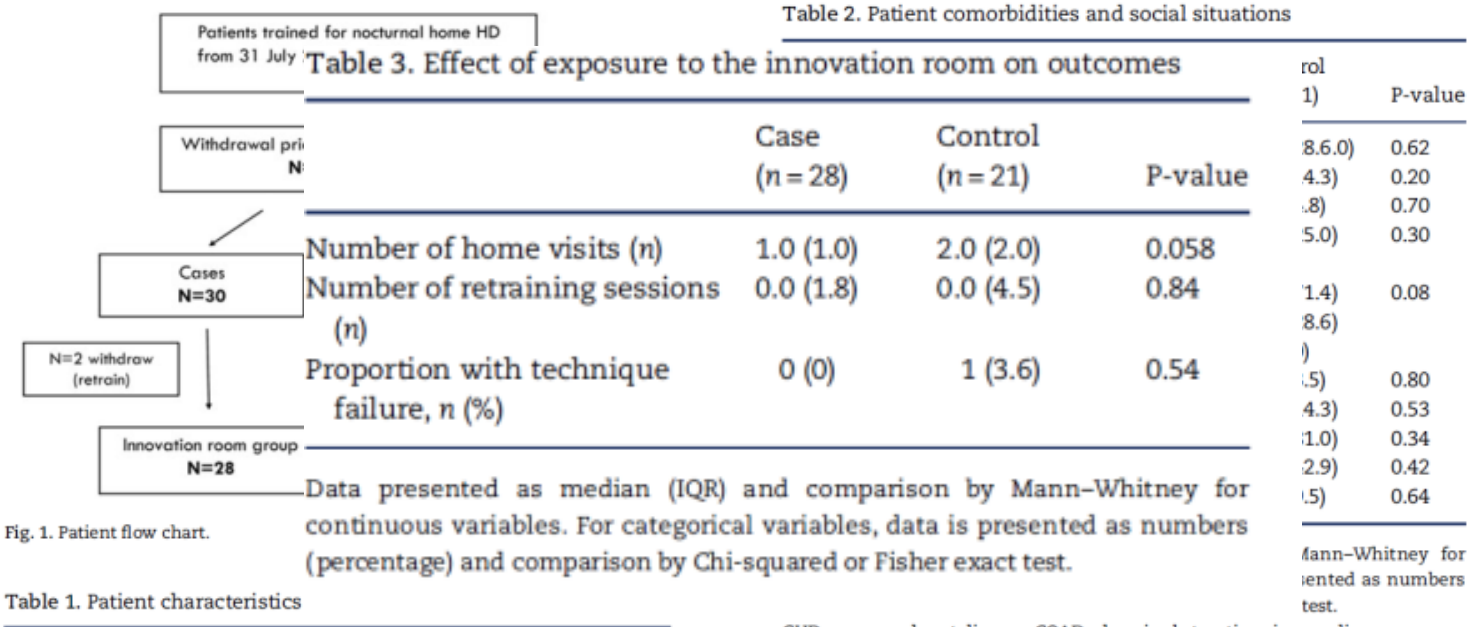 Patients trained for nocturnal home HD
from 31 July
Withdrawal
Cases
N=30
N=2 withdraw
(retrain)
Innovation room group
N=28
Fig. 1. Patient flow chart.
Table 1. Patient characteristics
Table 3. Effect of exposure to the innovation room on outcomes
Case Control
(n = 28) (n = 21) P-value
Number of home visits (n) 1.0 (1.0) 2.0 (2.0) 0.058
Number of retraining sessions 0.0 (1.8) 0.0 (4.5) 0.84
(n)
Proportion with technique 0 (0) 1 (3.6) 0.54
failure, n (%)
Data presented as median (IQR) and comparison by Mann–Whitney for
continuous variables. For categorical variables, data is presented as numbers
(percentage) and comparison by Chi-squared or Fisher exact test.
Table 2. Patient comorbidities and social situations
P-value
0.62
0.20
0.70
0.30
0.08
0.80
0.53
0.34
0.42
0.64
Whitney for
as numbers
test.